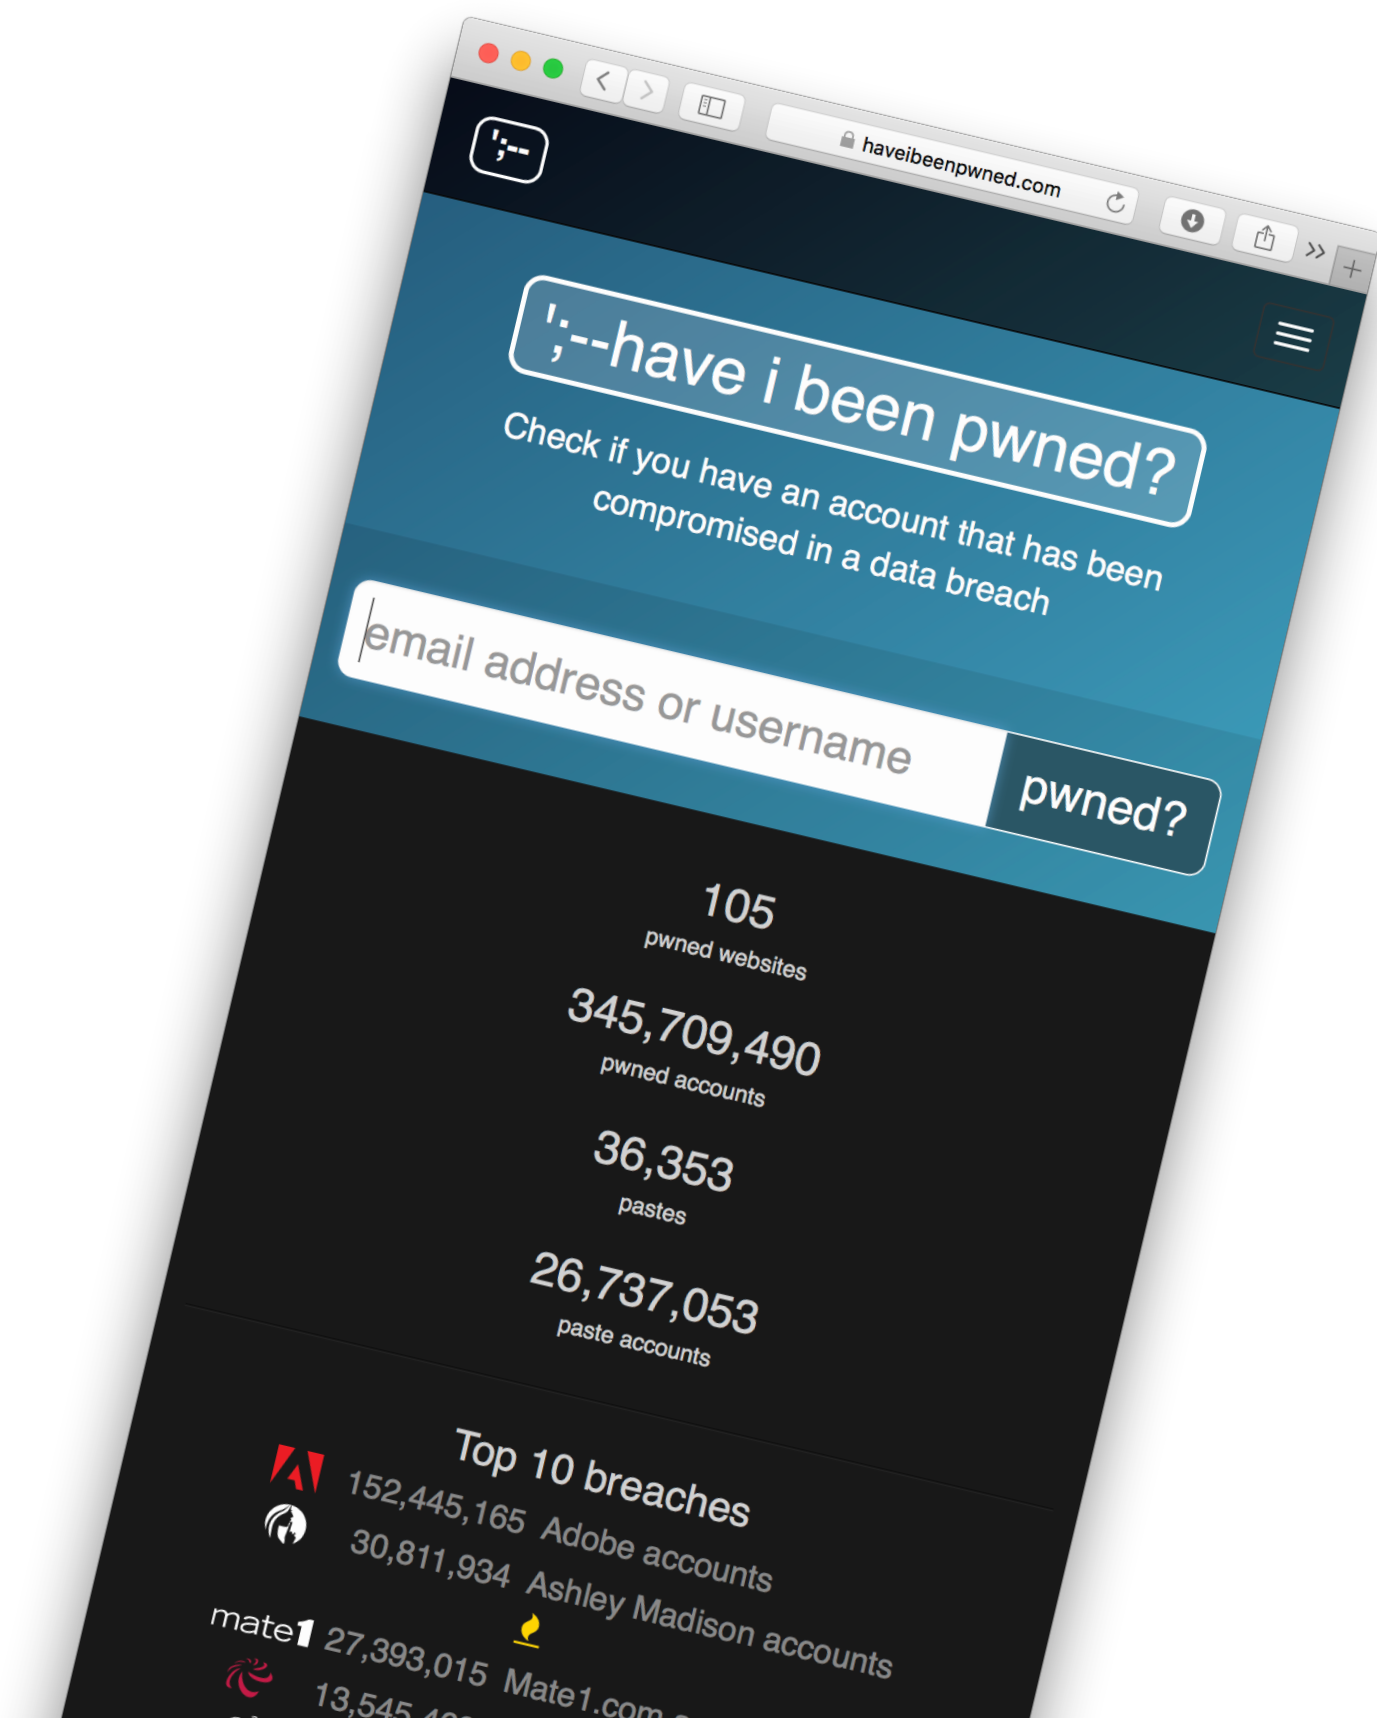 haveibeenpwned.com
';--
';--have i been pwned?
Check if you have an account that has been
compromised in a data breach
email address or username
pwned?
105
pwned websites
345,709,490
pwned accounts
36,353
pastes
26,737,053
paste accounts
Top 10 breaches
152,445,165 Adobe accounts
30,811,934 Ashley Madison accounts
mate1 27,393,015 Mate1.com
13,545